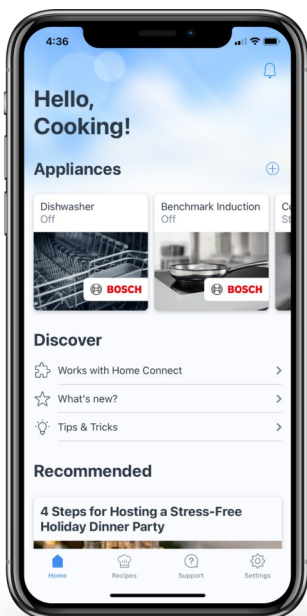 4:36
Hello,
Cooking!
Appliances
Dishwasher
Off
BOSCH
Benchmark Induction
Off
BOSCH
Discover
Works with Home Connect
What's new?
Tips & Tricks
Recommended
4 Steps for Hosting a Stress-Free
Holiday Dinner Party
Home
Recipes
Support
Settings